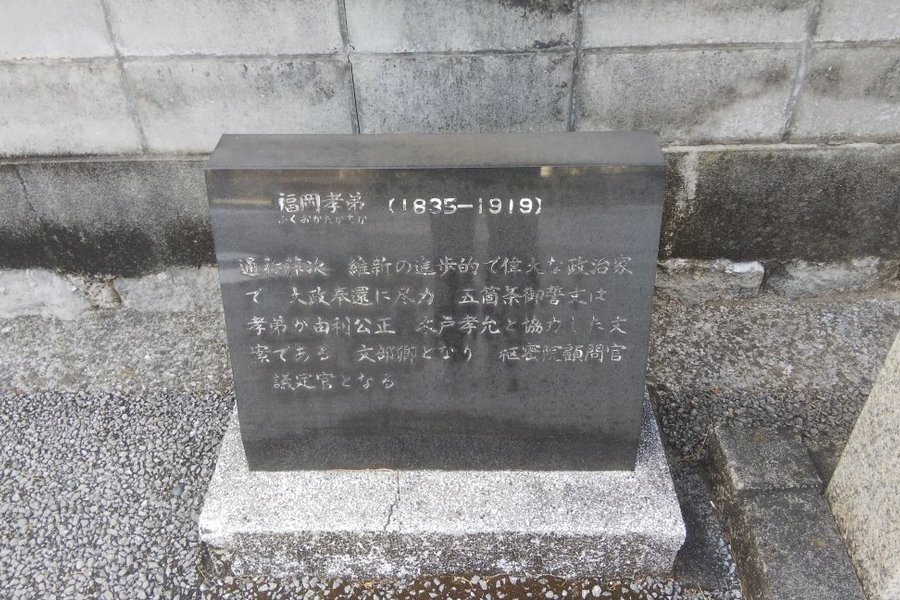 福岡孝弟 (1835—1919)
ふくおかたかちか
通称藤次 維新の進歩的で偉大な政治家
で 大政奉還に尽力 五箇条御誓文は
孝弟が由利公正 木戸孝允と協力した文
案である 文部卿となり 枢密院顧問官
議定官となる